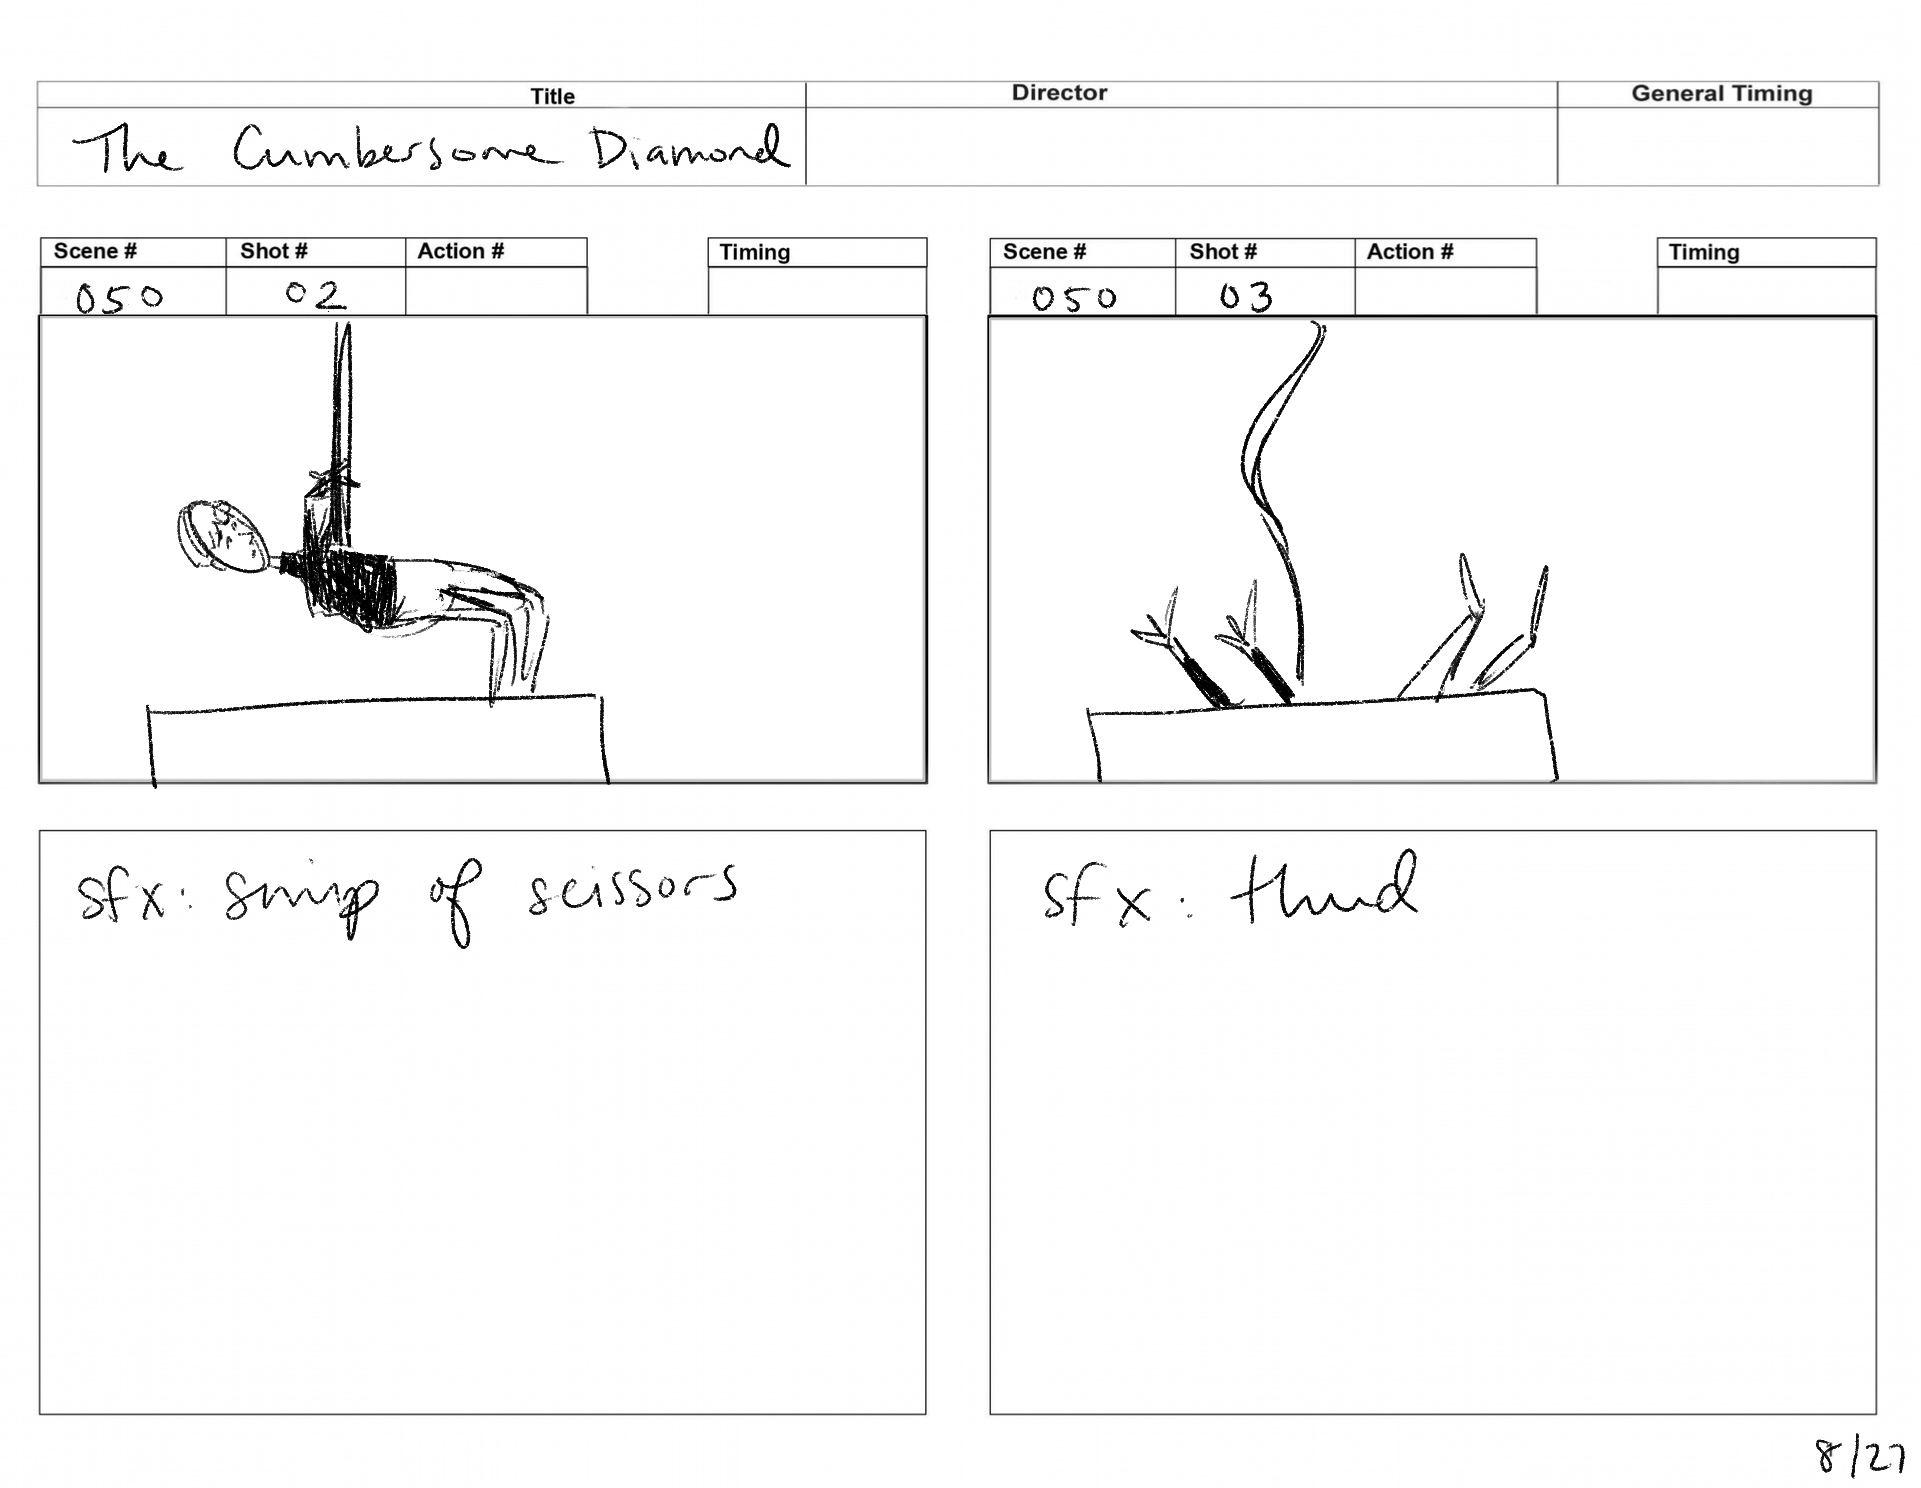 Title Director General Timing
The Cumbersome Diamond
Scene # Shot # Action # Timing
050 02
sfx: snip of scissors
Scene # Shot # Action # Timing
050 03
sfx: thud
8/27